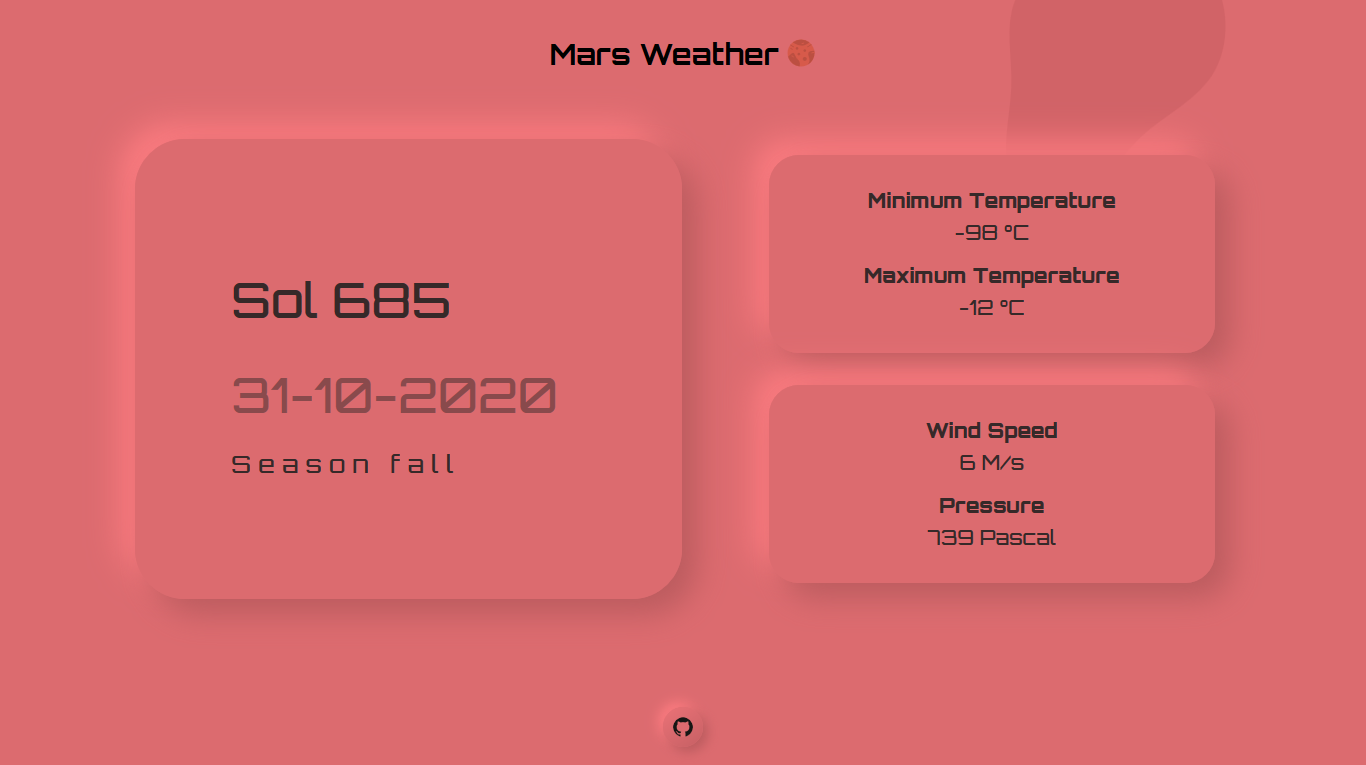 Mars Weather
Sol 685
31-10-2020
Season fall
Minimum Temperature
-98 °C
Maximum Temperature
-12 °C
Wind Speed
6 M/s
Pressure
739 Pascal